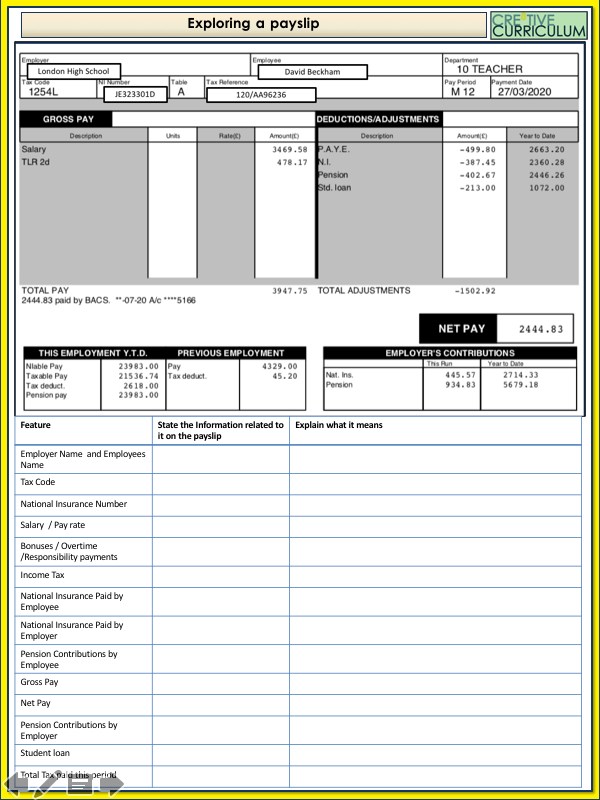 Exploring a payslip
CRE★TIVE
CURRICULUM
Employer
London High School
Employee
David Beckham
Department
10 TEACHER
Tax Code
1254L
NI Number
JE323301D
Table
A
Tax Reference
120/AA96236
Pay Period
M 12
Payment Date
27/03/2020
GROSS PAY
DEDUCTIONS/ADJUSTMENTS
Description Units Rate(£) Amount(£) Description Amount(£) Year to Date
Salary 3469.58 P.A.Y.E. -499.80 2663.20
TLR 2d 478.17 N.I. -387.45 2360.28
Pension -402.67 2446.26
Std. loan -213.00 1072.00
TOTAL PAY 3947.75 TOTAL ADJUSTMENTS -1502.92
2444.83 paid by BACS. **-07-20 A/c ****5166
NET PAY 2444.83
THIS EMPLOYMENT Y.T.D. PREVIOUS EMPLOYMENT
NIable Pay 23983.00 Pay 4329.00
Taxable Pay 21536.74 Tax deduct. 45.20
Tax deduct. 2618.00
Pension pay 23983.00
EMPLOYER'S CONTRIBUTIONS
This Run Year to Date
Nat. Ins. 445.57 2714.33
Pension 934.83 5679.18
Feature
State the Information related to
it on the payslip
Explain what it means
Employer Name and Employees
Name
Tax Code
National Insurance Number
Salary / Pay rate
Bonuses / Overtime
/Responsibility payments
Income Tax
National Insurance Paid by
Employee
National Insurance Paid by
Employer
Pension Contributions by
Employee
Gross Pay
Net Pay
Pension Contributions by
Employer
Student loan
Total Tax paid this period